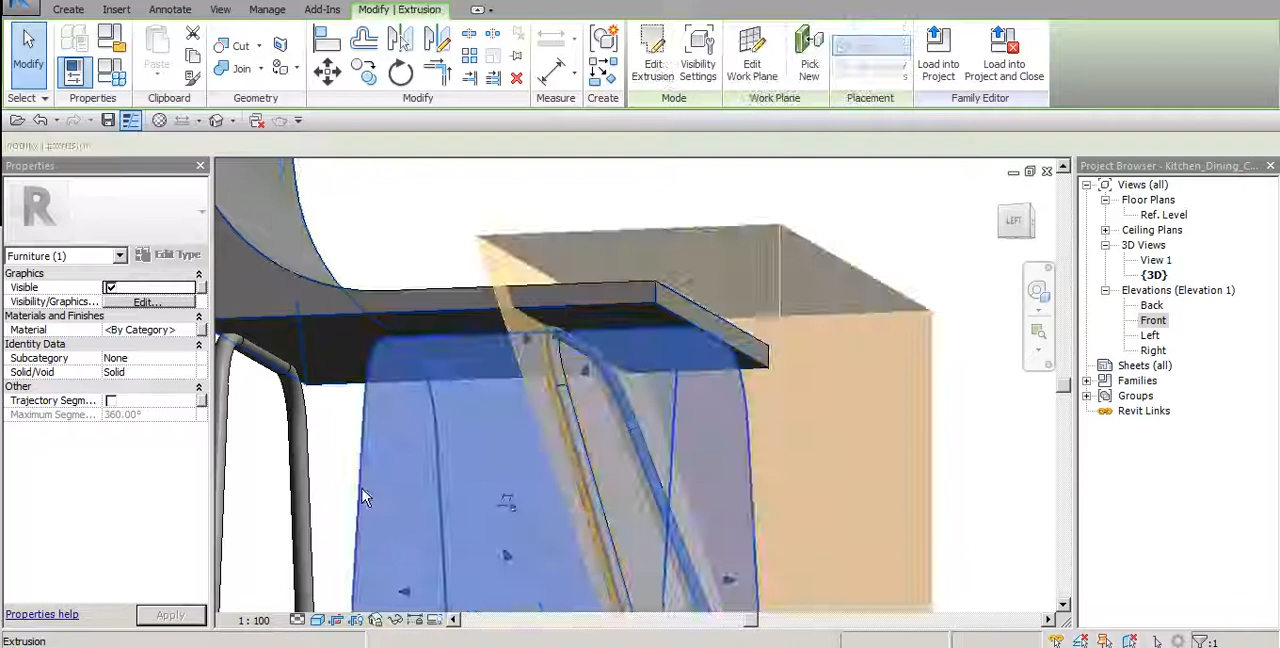 Create Insert Annotate View Manage Add-Ins Modify | Extrusion
Modify
Paste
Cut
Join
Edit Extrusion
Visibility Settings
Edit Work Plane
Pick New
Load into Project
Load into Project and Close
Select Properties Clipboard Geometry Modify Measure Create Mode Work Plane Placement Family Editor
Properties
R
Furniture (1) Edit Type
Graphics
Visible
Visibility/Graphics... Edit...
Materials and Finishes
Material <By Category>
Identity Data
Subcategory None
Solid/Void Solid
Other
Trajectory Segm...
Maximum Segme... 360.00°
Properties help Apply
LEFT
Project Browser - Kitchen_Dining_C...
Views (all)
Floor Plans
Ref. Level
Ceiling Plans
3D Views
View 1
{3D}
Elevations (Elevation 1)
Back
Front
Left
Right
Sheets (all)
Families
Groups
Revit Links
1 : 100
Extrusion
:1